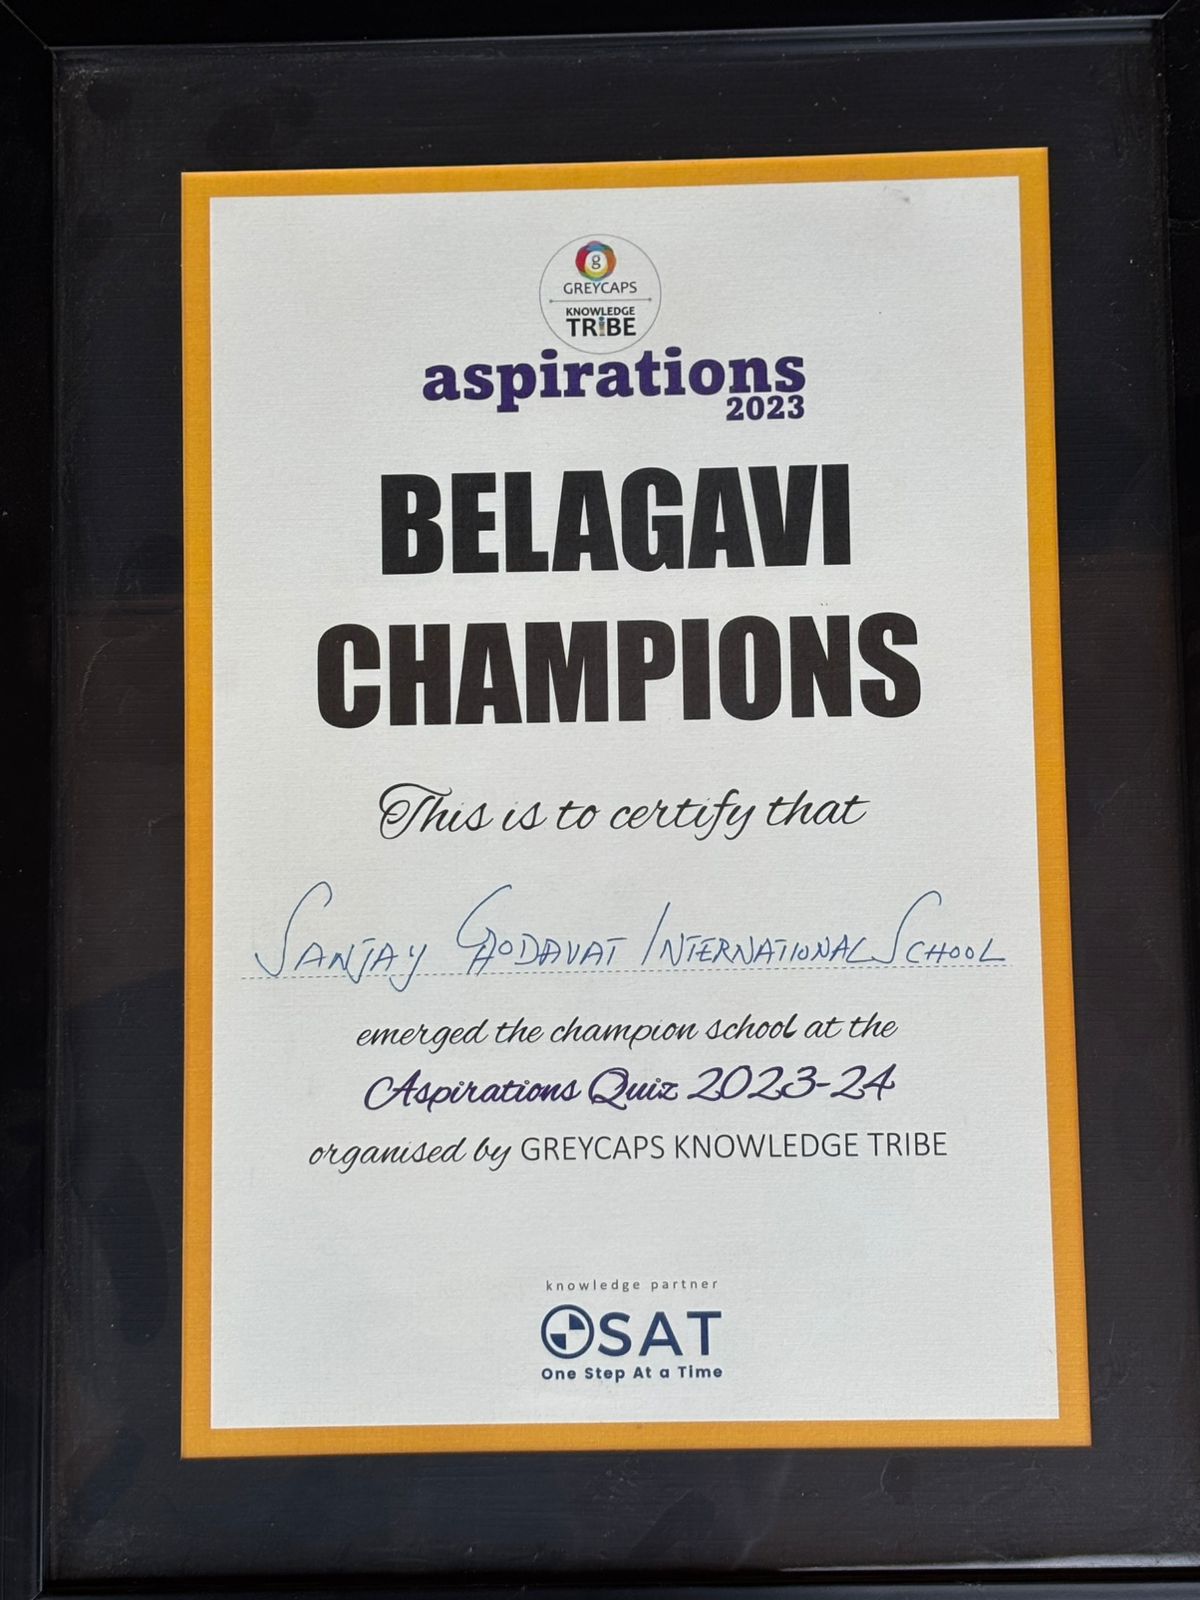 g
GREYCAPS
KNOWLEDGE
TRiBE
aspirations
2023
BELAGAVI
CHAMPIONS
This is to certify that
SANJAY GHODAVAT INTERNATIONAL SCHOOL
emerged the champion school at the
Aspirations Quiz 2023-24
organised by GREYCAPS KNOWLEDGE TRIBE
knowledge partner
OSAT
One Step At a Time